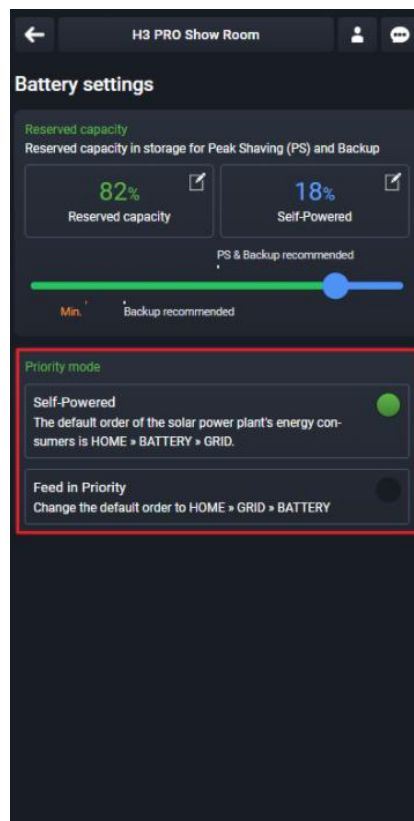 H3 PRO Show Room
Battery settings
Reserved capacity
Reserved capacity in storage for Peak Shaving (PS) and Backup
82%
Reserved capacity
18%
Self-Powered
PS & Backup recommended
Min.
Backup recommended
Priority mode
Self-Powered
The default order of the solar power plant's energy con-
sumers is HOME » BATTERY » GRID.
Feed in Priority
Change the default order to HOME » GRID » BATTERY